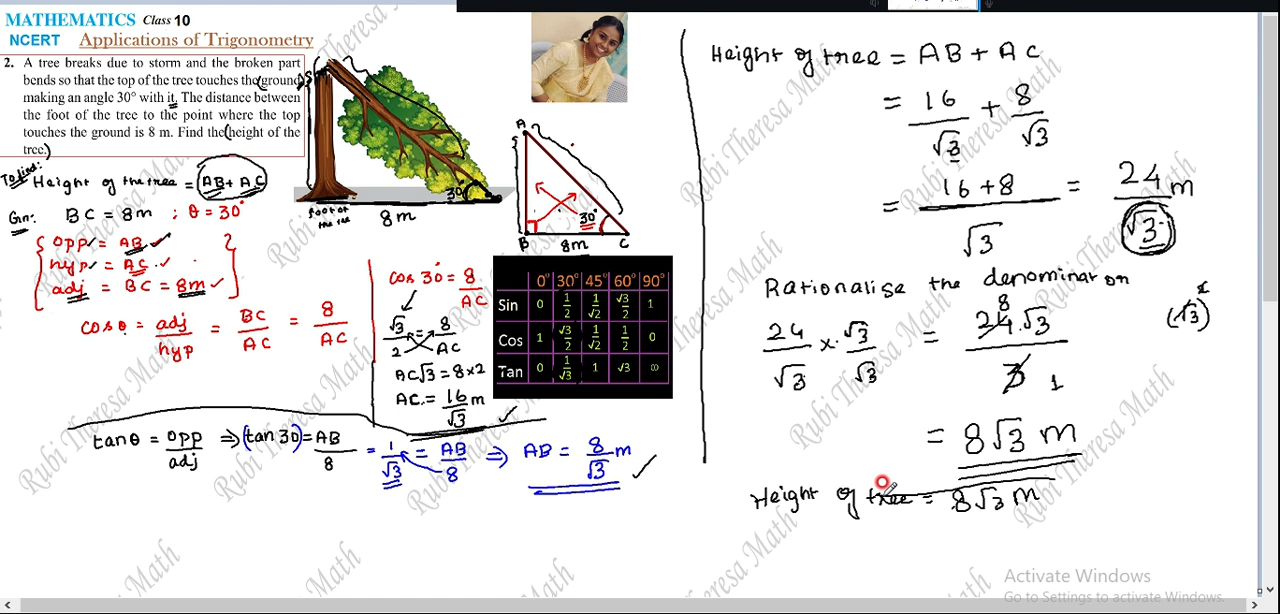 MATHEMATICS Class 10
NCERT Applications of Trigonometry
2. A tree breaks due to storm and the broken part
bends so that the top of the tree touches the ground
making an angle 30° with it. The distance between
the foot of the tree to the point where the top
touches the ground is 8 m. Find the height of the
tree.
To find:
Height of the tree = AB + AC
Gn: BC = 8m ; θ = 30°
opp = AB
hyp = AC
adj = BC = 8m
cos θ = adj/hyp = BC/AC = 8/AC
30°
foot of
the tree
8 m
A
30°
B 8m C
cos 30° = 8/AC
√3/2 = 8/AC
AC√3 = 8×2
AC = 16/√3 m
0° 30° 45° 60° 90°
Sin 0 1/2 1/√2 √3/2 1
Cos 1 √3/2 1/√2 1/2 0
Tan 0 1/√3 1 √3 ∞
tan θ = opp/adj ⇒ (tan 30) = AB/8 = 1/√3 = AB/8 ⇒ AB = 8/√3 m
Height of tree = AB + AC
= 16/√3 + 8/√3
= 16+8/√3 = 24/√3 m
Rationalise the denominator
24/√3 × √3/√3 = 24.√3/3
8
1
= 8√3 m
Height of tree = 8√3 m
Rubi Theresa Math
Activate Windows
Go to Settings to activate Windows.